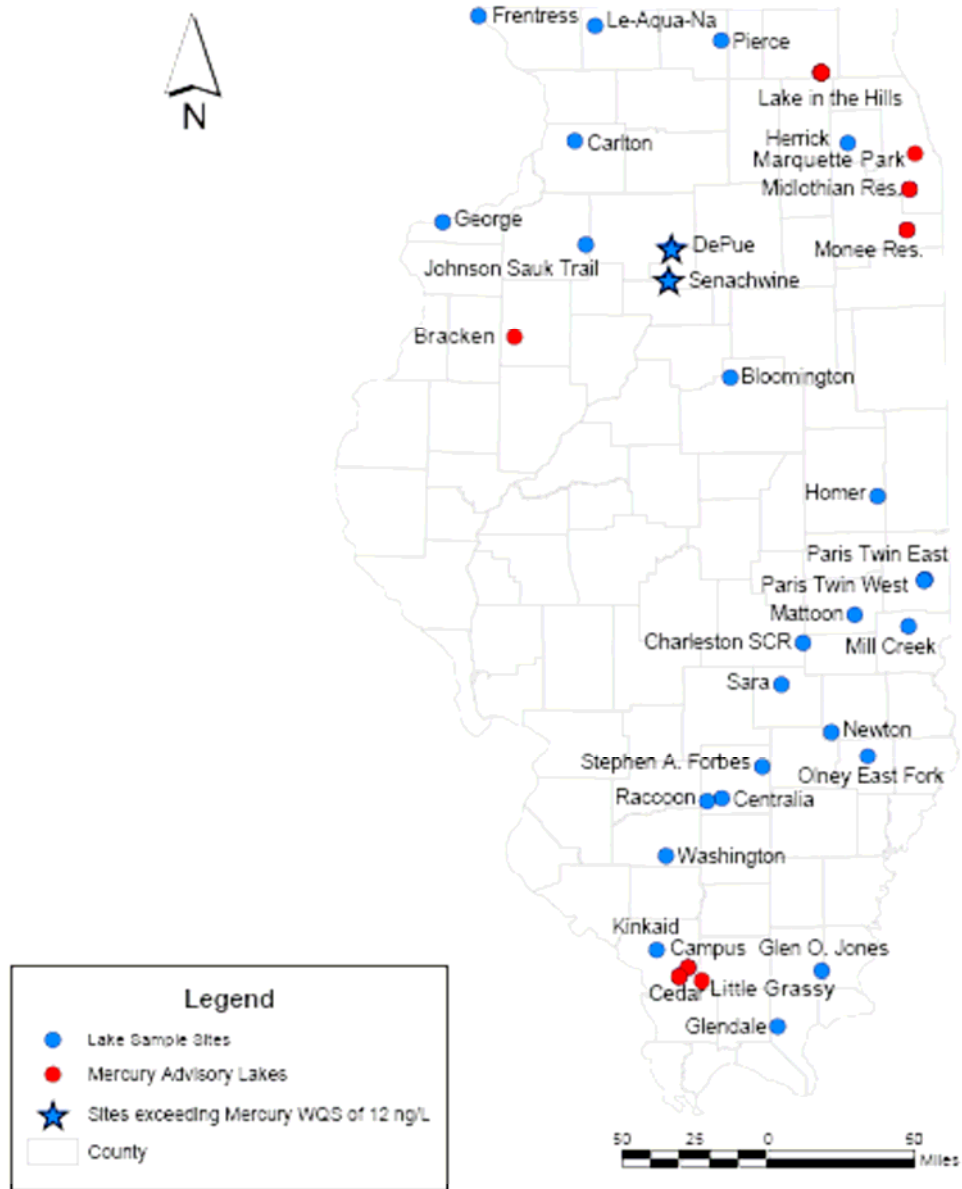 Frentress
Le-Aqua-Na
Pierce
N
Lake in the Hills
Carlton
Herrick
Marquette Park
Midlothian Res.
George
DePue
Monee Res.
Johnson Sauk Trail
Senachwine
Bracken
Bloomington
Homer
Paris Twin East
Paris Twin West
Mattoon
Charleston SCR
Mill Creek
Sara
Newton
Stephen A. Forbes
Olney East Fork
Raccoon
Centralia
Washington
Kinkaid
Campus
Glen O. Jones
Cedar
Little Grassy
Glendale
Legend
Lake Sample Sites
Mercury Advisory Lakes
Sites exceeding Mercury WQS of 12 ng/L
County
50 25 0 50
Miles